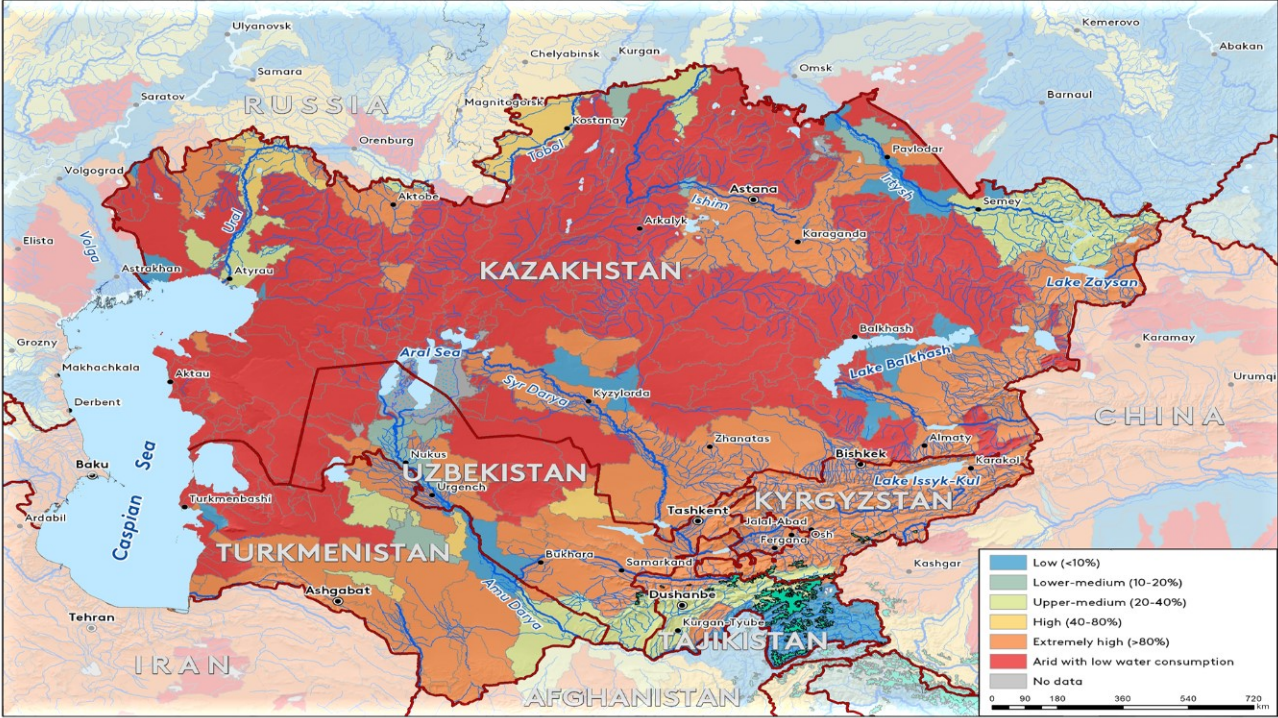 Ulyanovsk
Kemerovo
Chelyabinsk
Kurgan
Abakan
Samara
Omsk
Saratov
RUSSIA
Magnitogorsk
Barnaul
Kostanay
Orenburg
Tobol
Pavlodar
Volgograd
Aktobe
Astana
Irtysh
Ishim
Semey
Ural
Arkalyk
Karaganda
Elista
Volga
Astrakhan
Atyrau
KAZAKHSTAN
Lake Zaysan
Balkhash
Karamay
Grozny
Aral Sea
Lake Balkhash
Makhachkala
Aktau
Urumqi
Syr Darya
Kyzylorda
Derbent
CHINA
Zhanatas
Almaty
Nukus
Bishkek
Karakol
Baku
UZBEKISTAN
Lake Issyk-Kul
Urgench
KYRGYZSTAN
Turkmenbashi
Caspian Sea
Tashkent
Ardabil
Jalal-Abad
Osh
Fergana
TURKMENISTAN
Bukhara
Samarkand
Kashgar
Ashgabat
Amu Darya
Dushanbe
Tehran
Kurgan-Tyube
TAJIKISTAN
IRAN
AFGHANISTAN
Low (<10%)
Lower-medium (10-20%)
Upper-medium (20-40%)
High (40-80%)
Extremely high (>80%)
Arid with low water consumption
No data
0 90 180 360 540 720
km